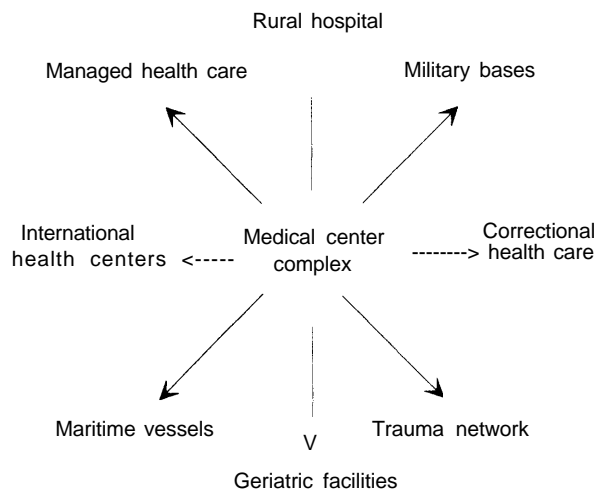 Rural hospital
Managed health care
Military bases
International
health centers <-----
Medical center
complex
--------> Correctional
health care
Maritime vessels
V
Trauma network
Geriatric facilities